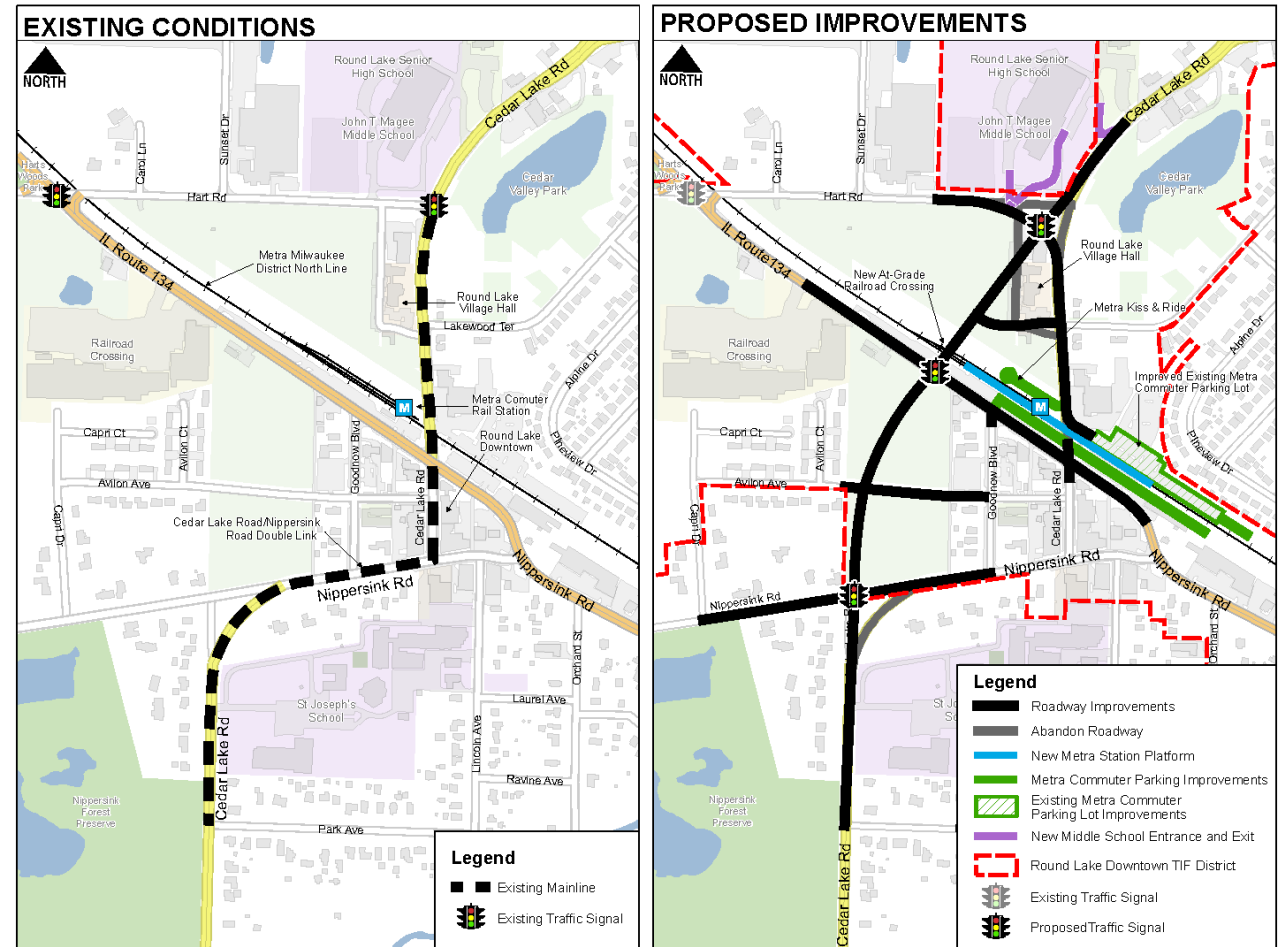 EXISTING CONDITIONS
NORTH
Round Lake Senior
High School
John T Magee
Middle School
Cedar Lake Rd
Cedar
Valley Park
Carol Ln
Sunset Dr
Harts
Woods
Park
Hart Rd
IL Route 134
Metra Milwaukee
District North Line
Round Lake
Village Hall
Lakewood Ter
Railroad
Crossing
Alpine Dr
M
Metra Comuter
Rail Station
Round Lake
Downtown
Pineview Dr
Capri Ct
Avilon Ct
Goodnow Blvd
Avilon Ave
Cedar Lake Rd
Capri Dr
Cedar Lake Road/Nippersink
Road Double Link
Nippersink Rd
Nippersink Rd
Orchard St
St Joseph's
School
Laurel Ave
Lincoln Ave
Cedar Lake Rd
Ravine Ave
Nippersink
Forest
Preserve
Park Ave
Legend
Existing Mainline
Existing Traffic Signal
PROPOSED IMPROVEMENTS
NORTH
Round Lake Senior
High School
John T Magee
Middle School
Cedar Lake Rd
Cedar
Valley Park
Carol Ln
Sunset Dr
Harts
Woods
Park
Hart Rd
IL Route 134
Round Lake
Village Hall
New At-Grade
Railroad Crossing
Metra Kiss & Ride
Railroad
Crossing
Alpine Dr
Improved Existing Metra
Commuter Parking Lot
M
Pineview Dr
Capri Ct
Avilon Ct
Goodnow Blvd
Avilon Ave
Cedar Lake Rd
Capri Dr
Nippersink Rd
Nippersink Rd
Nippersink Rd
Orchard St
Nippersink
Forest
Preserve
Cedar Lake Rd
Legend
Roadway Improvements
Abandon Roadway
New Metra Station Platform
Metra Commuter Parking Improvements
Existing Metra Commuter
Parking Lot Improvements
New Middle School Entrance and Exit
Round Lake Downtown TIF District
Existing Traffic Signal
Proposed Traffic Signal